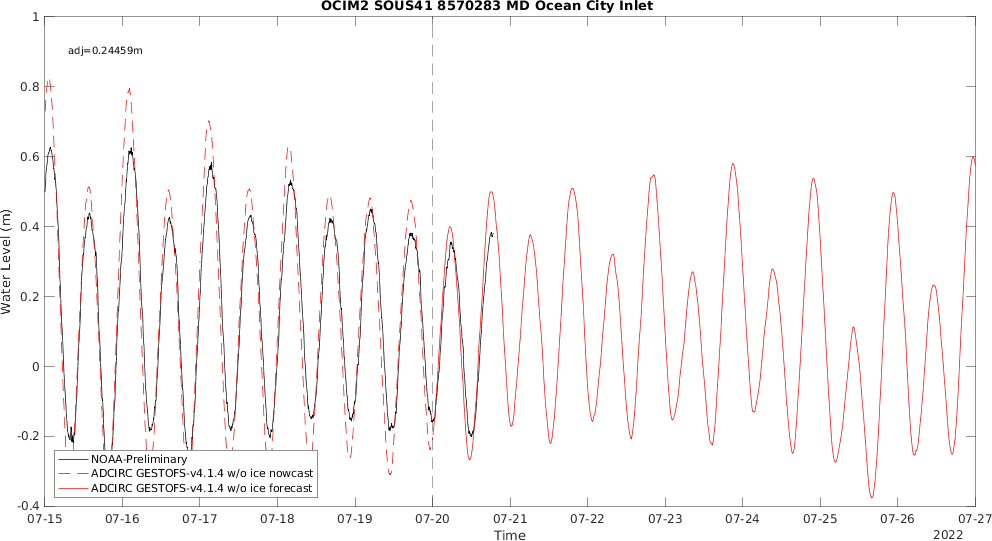 OCIM2 SOUS41 8570283 MD Ocean City Inlet
adj=0.24459m
Water Level (m)
1
0.8
0.6
0.4
0.2
0
-0.2
-0.4
NOAA-Preliminary
ADCIRC GESTOFS-v4.1.4 w/o ice nowcast
ADCIRC GESTOFS-v4.1.4 w/o ice forecast
07-15 07-16 07-17 07-18 07-19 07-20 07-21 07-22 07-23 07-24 07-25 07-26 07-27
Time
2022